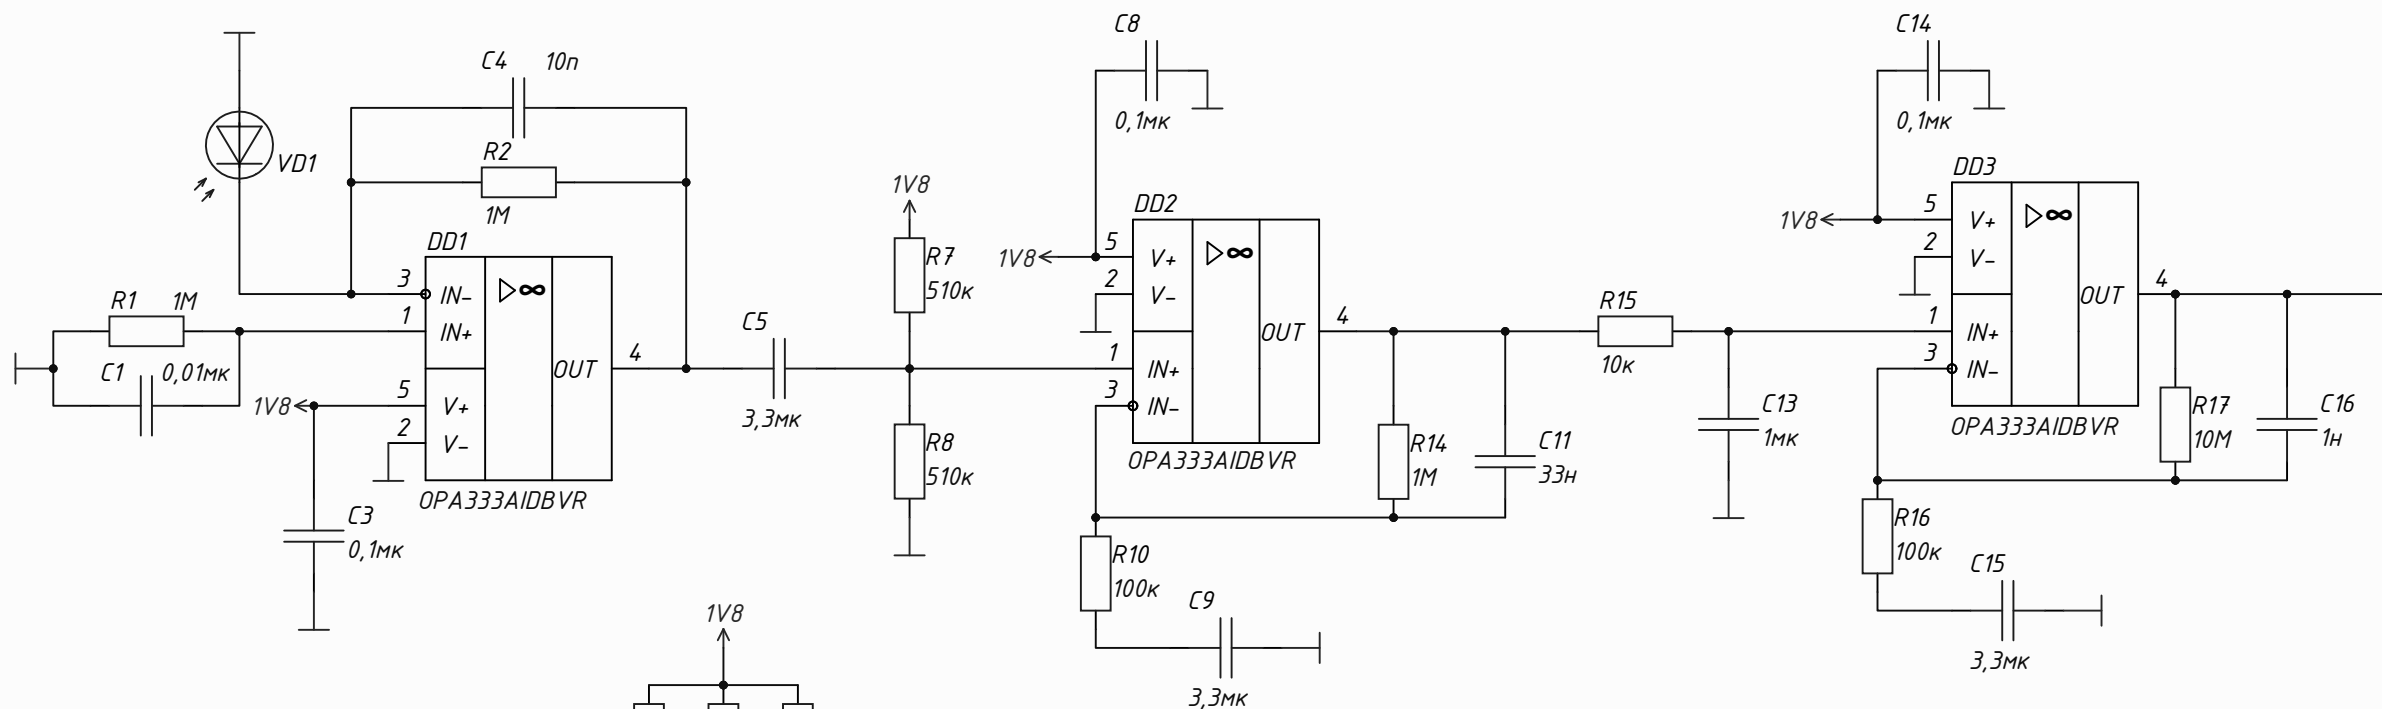 C4 10п
VD1
R2
1М
DD1
3 IN-
1 IN+
5 V+
2 V-
▷∞
OUT 4
OPA333AIDBVR
R1 1М
C1 0,01мк
1V8
C3
0,1мк
C5
3,3мк
1V8
R7
510к
R8
510к
1V8
C8
0,1мк
DD2
1V8
5 V+
2 V-
1 IN+
3 IN-
▷∞
OUT 4
OPA333AIDBVR
R10
100к
C9
3,3мк
R14
1М
C11
33н
R15
10к
C13
1мк
C14
0,1мк
DD3
1V8
5 V+
2 V-
1 IN+
3 IN-
▷∞
OUT 4
OPA333AIDBVR
R16
100к
C15
3,3мк
R17
10М
C16
1н